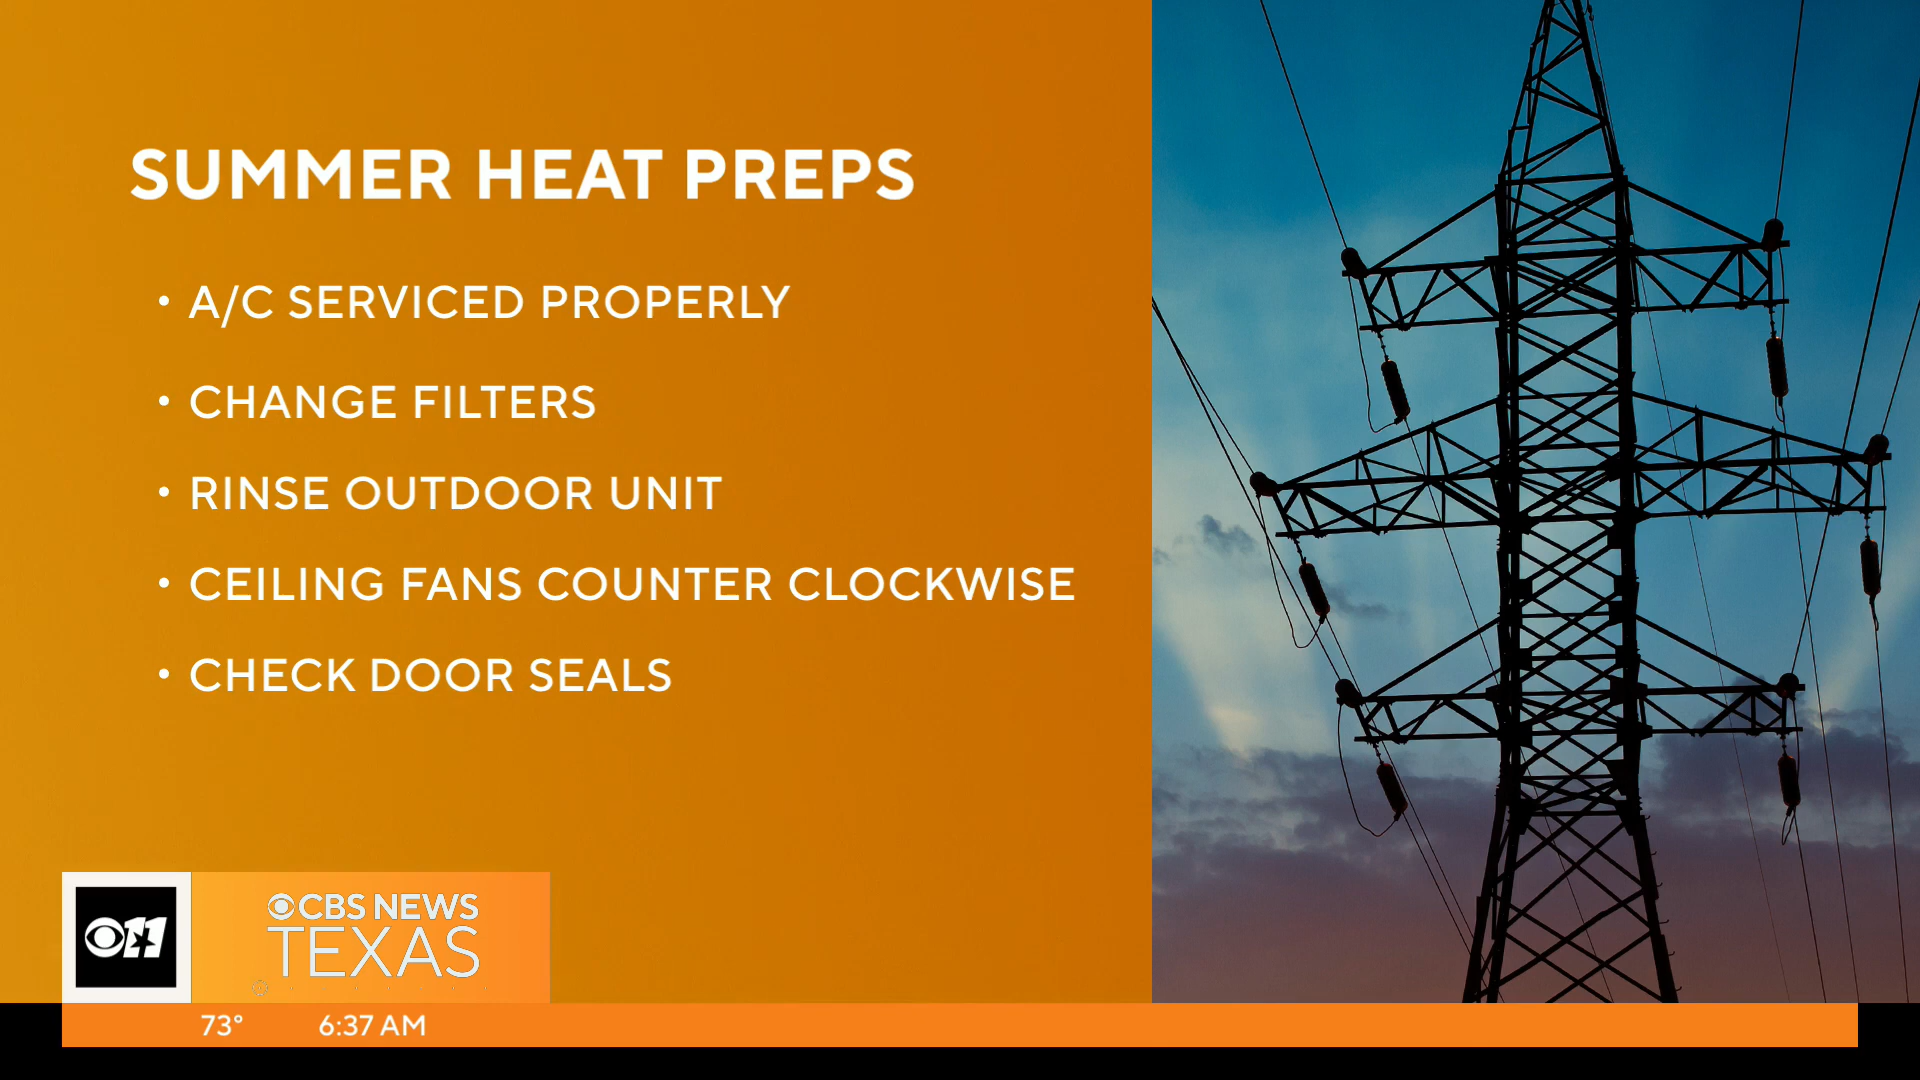 SUMMER HEAT PREPS
• A/C SERVICED PROPERLY
• CHANGE FILTERS
• RINSE OUTDOOR UNIT
• CEILING FANS COUNTER CLOCKWISE
• CHECK DOOR SEALS
11
CBS NEWS
TEXAS
73° 6:37 AM